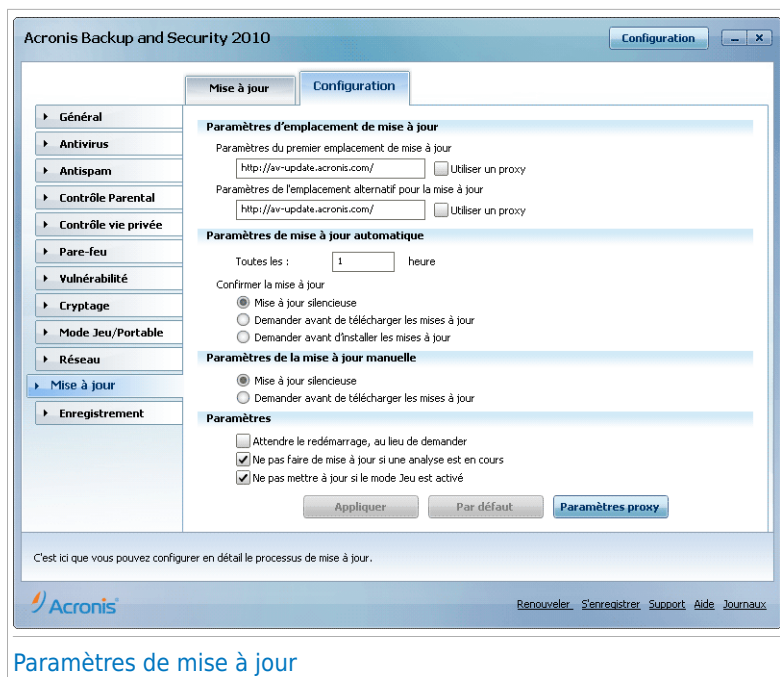 Acronis Backup and Security 2010
Configuration
Mise à jour
Configuration
Général
Antivirus
Antispam
Contrôle Parental
Contrôle vie privée
Pare-feu
Vulnérabilité
Cryptage
Mode Jeu/Portable
Réseau
Mise à jour
Enregistrement
Paramètres d'emplacement de mise à jour
Paramètres du premier emplacement de mise à jour
http://av-update.acronis.com/ Utiliser un proxy
Paramètres de l'emplacement alternatif pour la mise à jour
http://av-update.acronis.com/ Utiliser un proxy
Paramètres de mise à jour automatique
Toutes les : 1 heure
Confirmer la mise à jour
Mise à jour silencieuse
Demander avant de télécharger les mises à jour
Demander avant d'installer les mises à jour
Paramètres de la mise à jour manuelle
Mise à jour silencieuse
Demander avant de télécharger les mises à jour
Paramètres
Attendre le redémarrage, au lieu de demander
Ne pas faire de mise à jour si une analyse est en cours
Ne pas mettre à jour si le mode Jeu est activé
Appliquer Par défaut Paramètres proxy
C'est ici que vous pouvez configurer en détail le processus de mise à jour.
Acronis
Renouveler S'enregistrer Support Aide Journaux
Paramètres de mise à jour